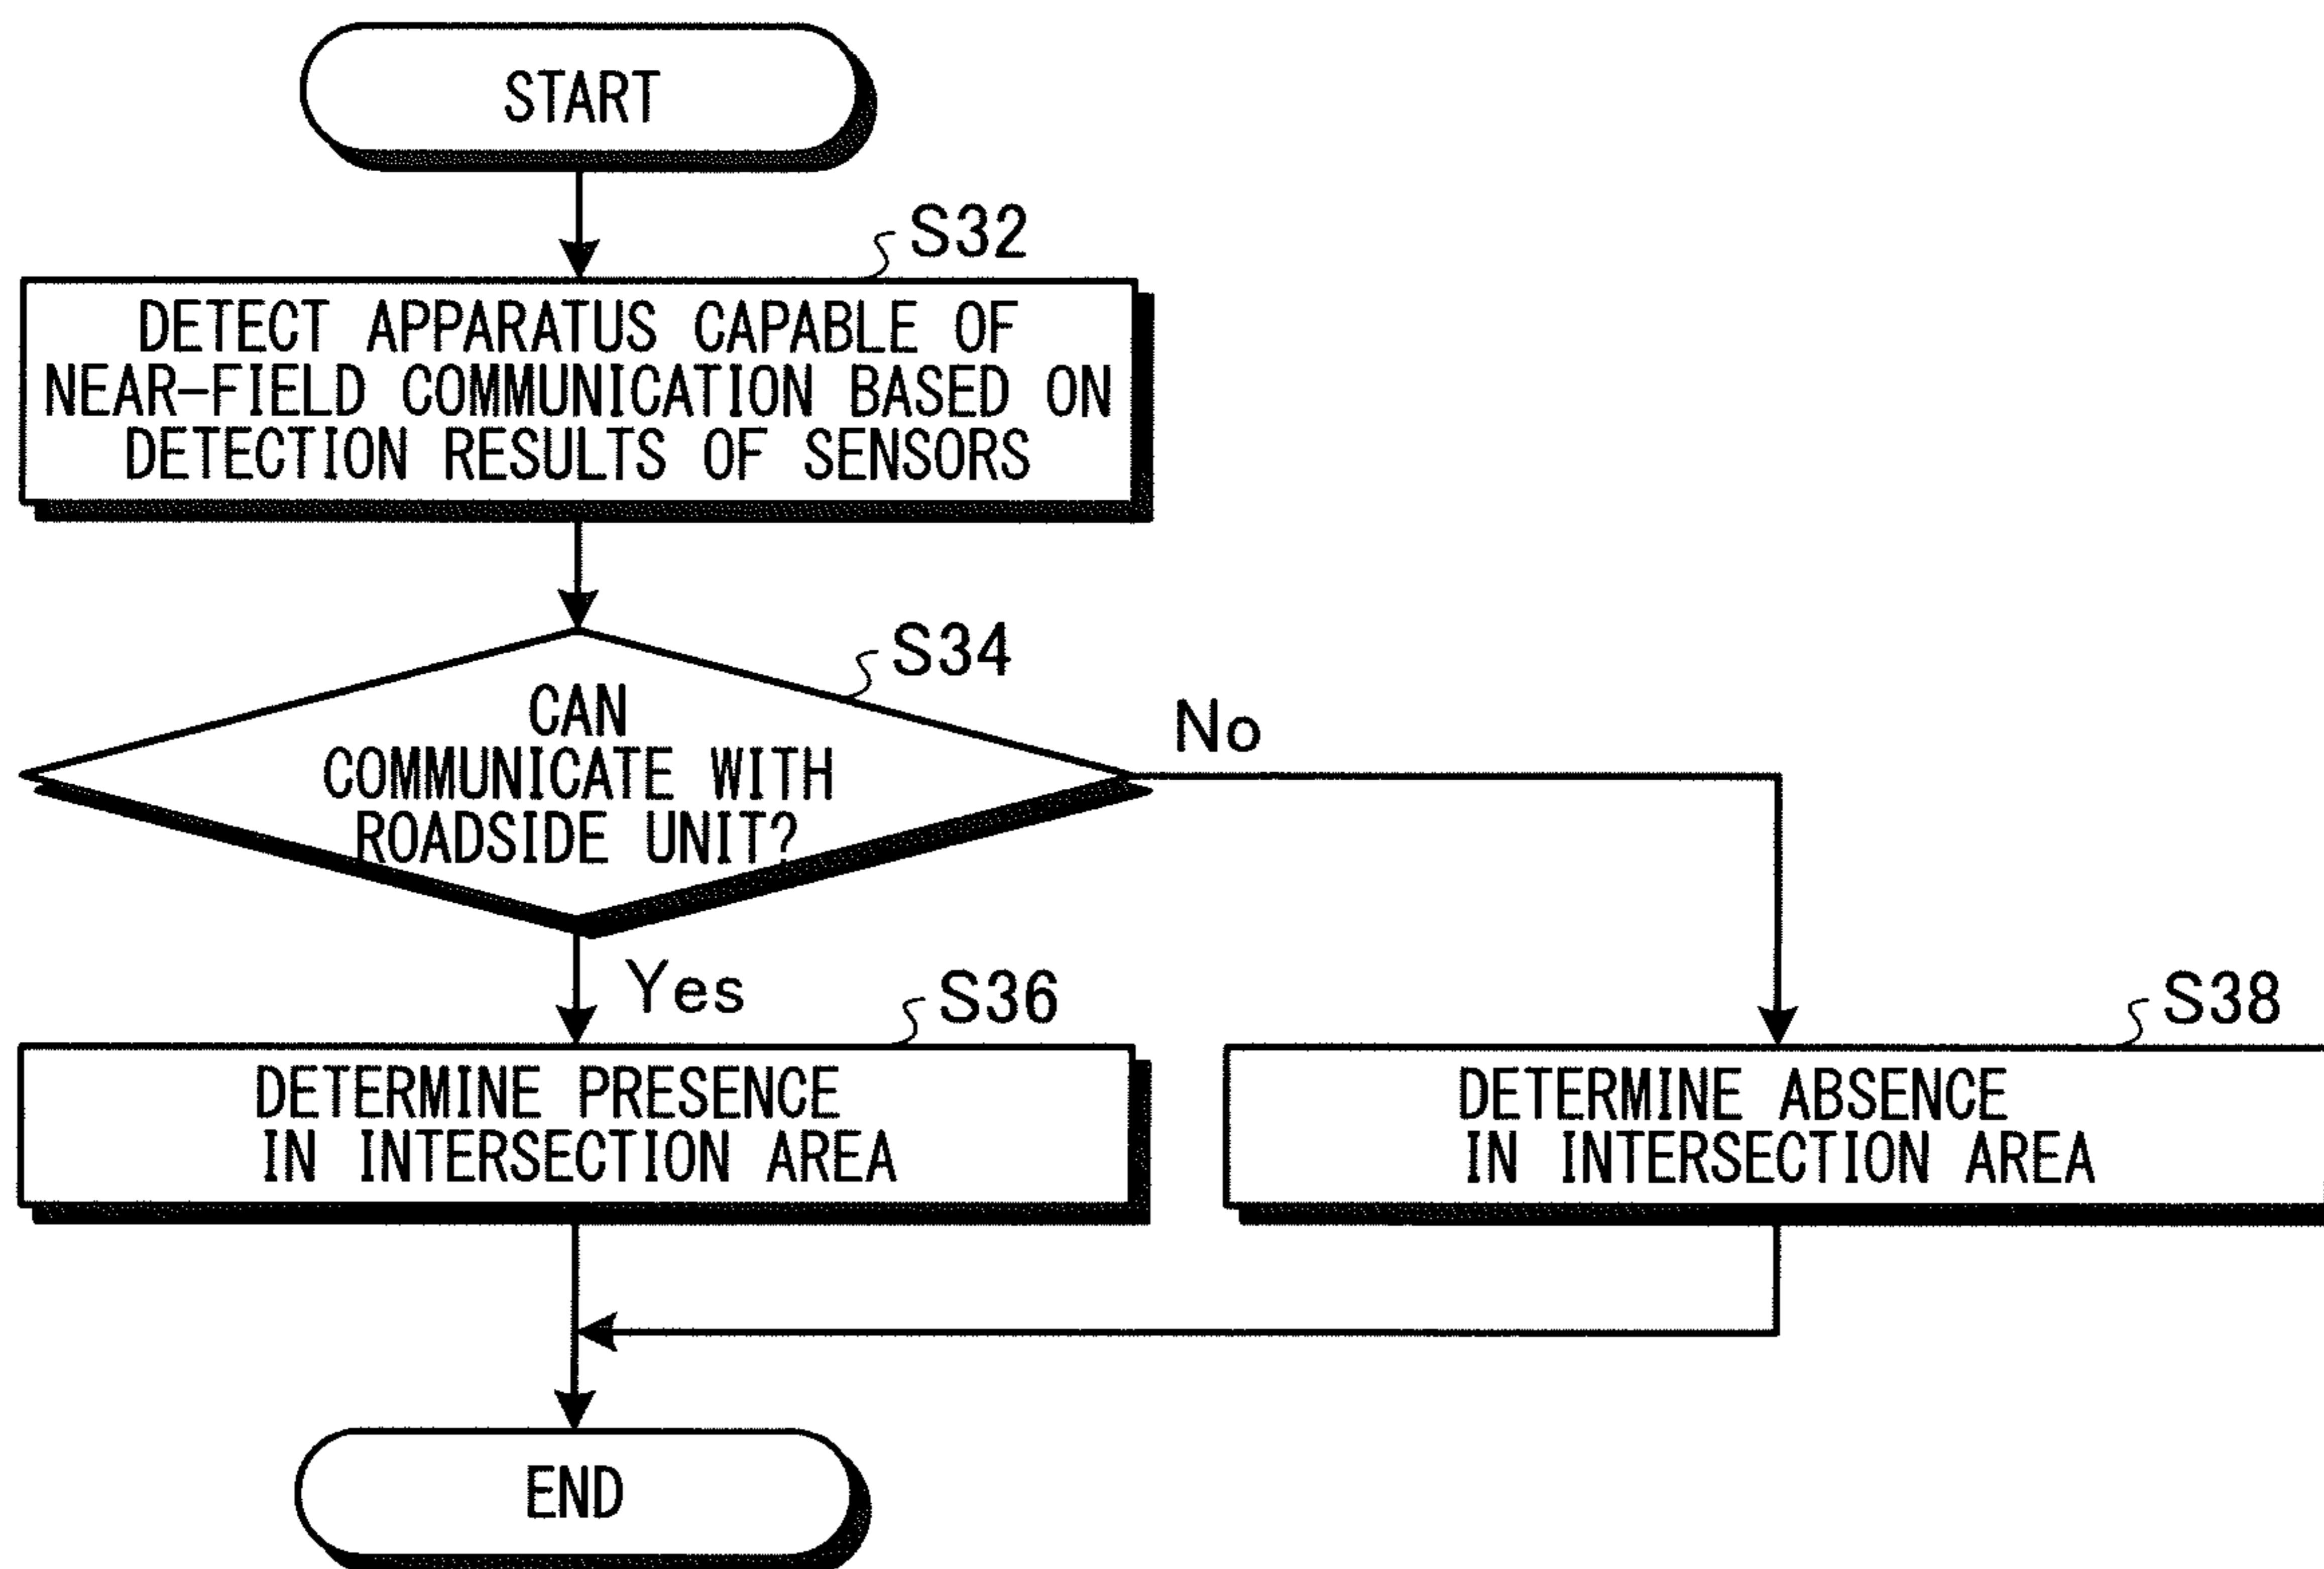 START
S32
DETECT APPARATUS CAPABLE OF
NEAR-FIELD COMMUNICATION BASED ON
DETECTION RESULTS OF SENSORS
S34
CAN
COMMUNICATE WITH
ROADSIDE UNIT?
No
Yes
S36
DETERMINE PRESENCE
IN INTERSECTION AREA
S38
DETERMINE ABSENCE
IN INTERSECTION AREA
END